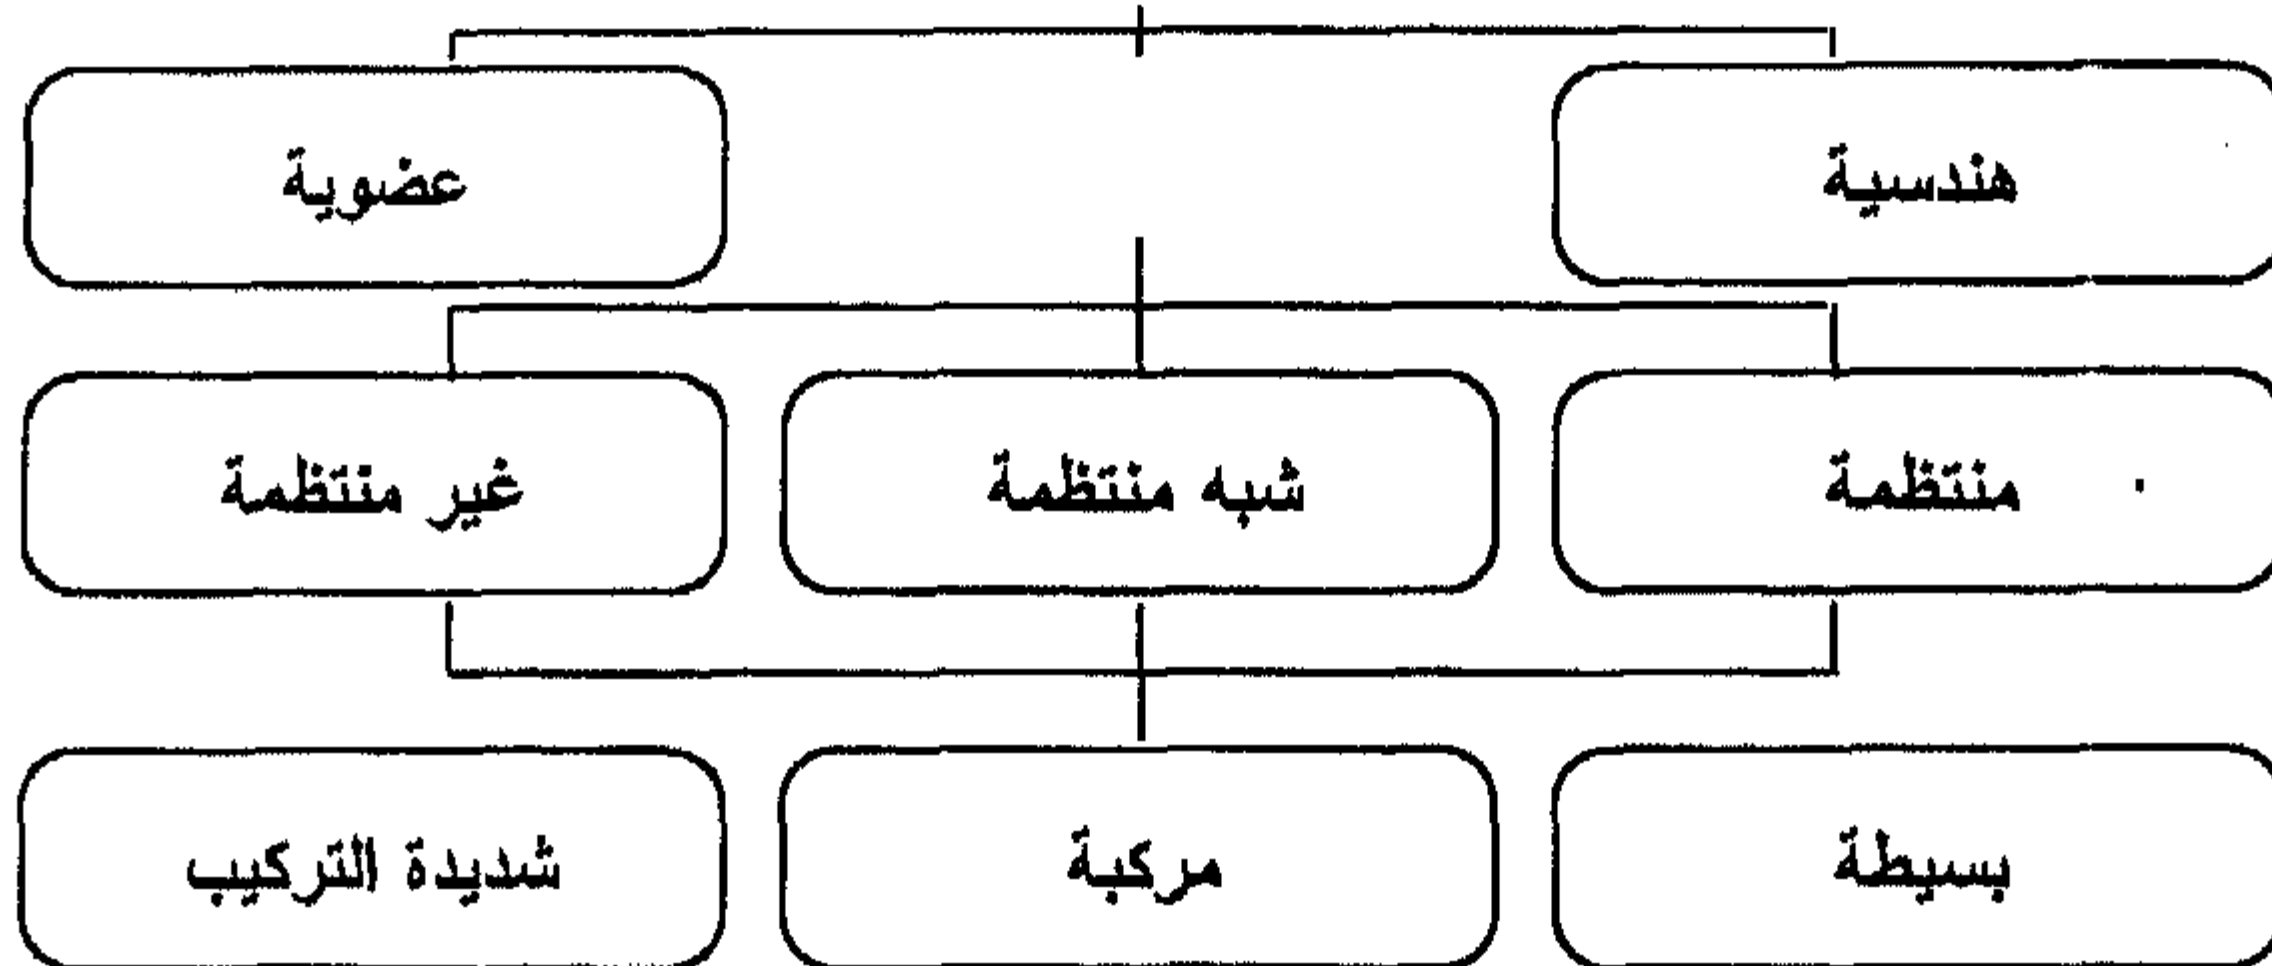 هندسية
عضوية
منتظمة
شبه منتظمة
غير منتظمة
بسيطة
مركبة
شديدة التركيب